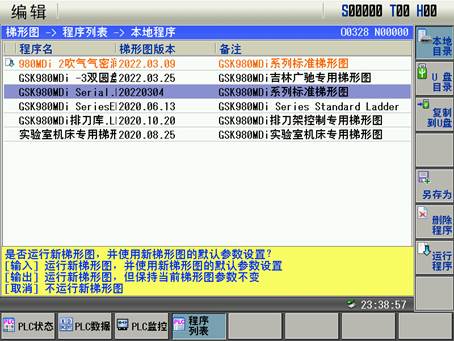 编辑
S00000 T00 H00
梯形图 -> 程序列表 -> 本地程序
O0328 N00000
程序名 梯形图版本 备注
980MDi 2吹气气密 2022.03.09 GSK980MDi系列标准梯形图
GSK980MDi -3双圆 2022.03.25 GSK980MDi吉林广驰专用梯形图
GSK980MDi Serial. 20220304 GSK980MDi系列标准梯形图
GSK980MDi Series 2020.06.13 GSK980MDi Series Standard Ladder
GSK980MDi排刀库.L 2020.10.20 GSK980MDi排刀架控制专用梯形图
实验室机床专用梯 2020.08.25 GSK980MDi实验室机床专用梯形图
本地
目录
U 盘
目录
复制
到U盘
另存为
删除
程序
运行
程序
是否运行新梯形图,并使用新梯形图的默认参数设置?
[输入] 运行新梯形图,并使用新梯形图的默认参数设置
[输出] 运行新梯形图,但保持当前梯形图参数不变
[取消] 不运行新梯形图
23:38:57
PLC状态
PLC数据
PLC监控
程序
列表